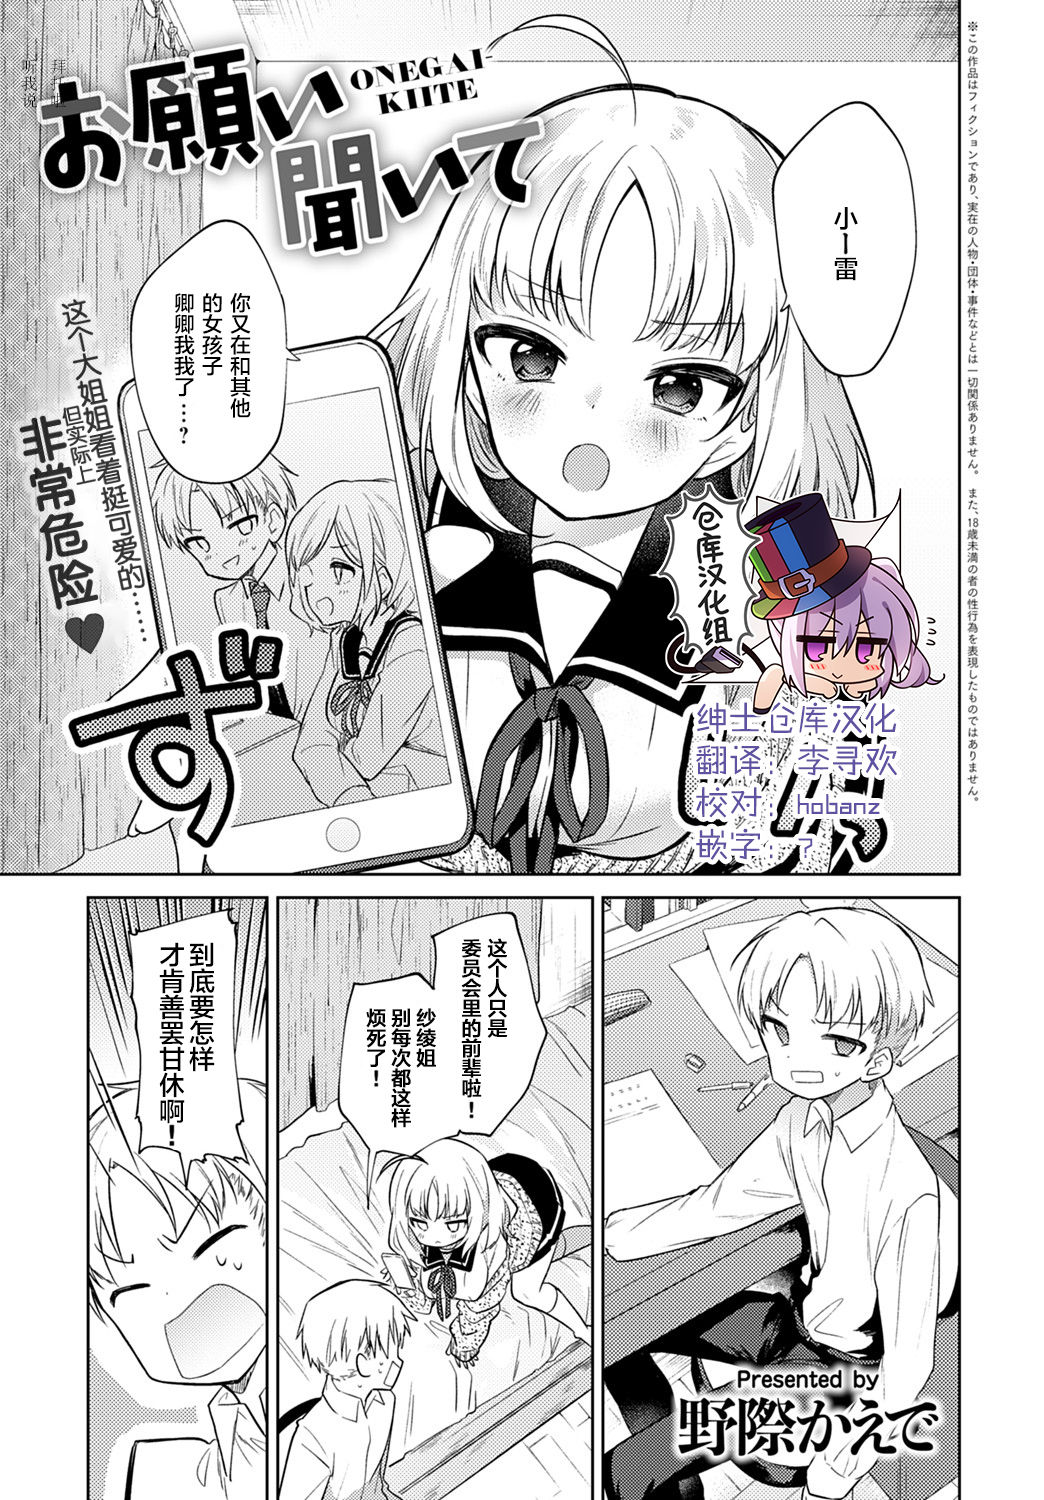 ※この作品はフィクションであり、実在の人物・団体・事件などとは一切関係ありません。 また、18歳未満の者の性行為を表現したものではありません。
お願い
聞いて
ONEGAI-
KIITE
听我说
小一雷
你又在和其他
的女孩子
卿卿我我了…?
这个大姐姐看着挺可爱的……
但实际上
非常危险♥
ずいっ
仓库汉化组
绅士仓库汉化
翻译：李寻欢
校对：hobanz
嵌字：？
这个人只是
委员会里的前辈啦！
纱绫姐
别每次都这样
烦死了！
到底要怎样
才肯善罢甘休啊！
Presented by
野際かえで